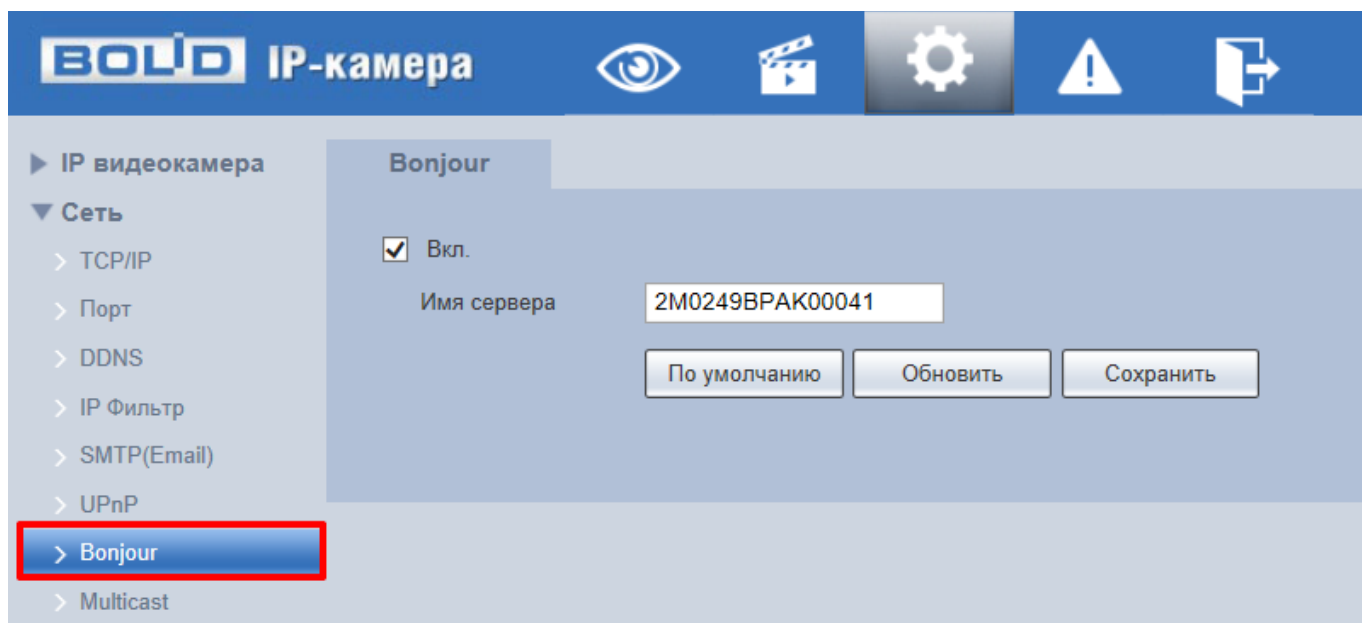 BOLID IP-камера
IP видеокамера
Сеть
TCP/IP
Порт
DDNS
IP Фильтр
SMTP(Email)
UPnP
Bonjour
Multicast
Bonjour
Вкл.
Имя сервера 2M0249BPAK00041
По умолчанию Обновить Сохранить